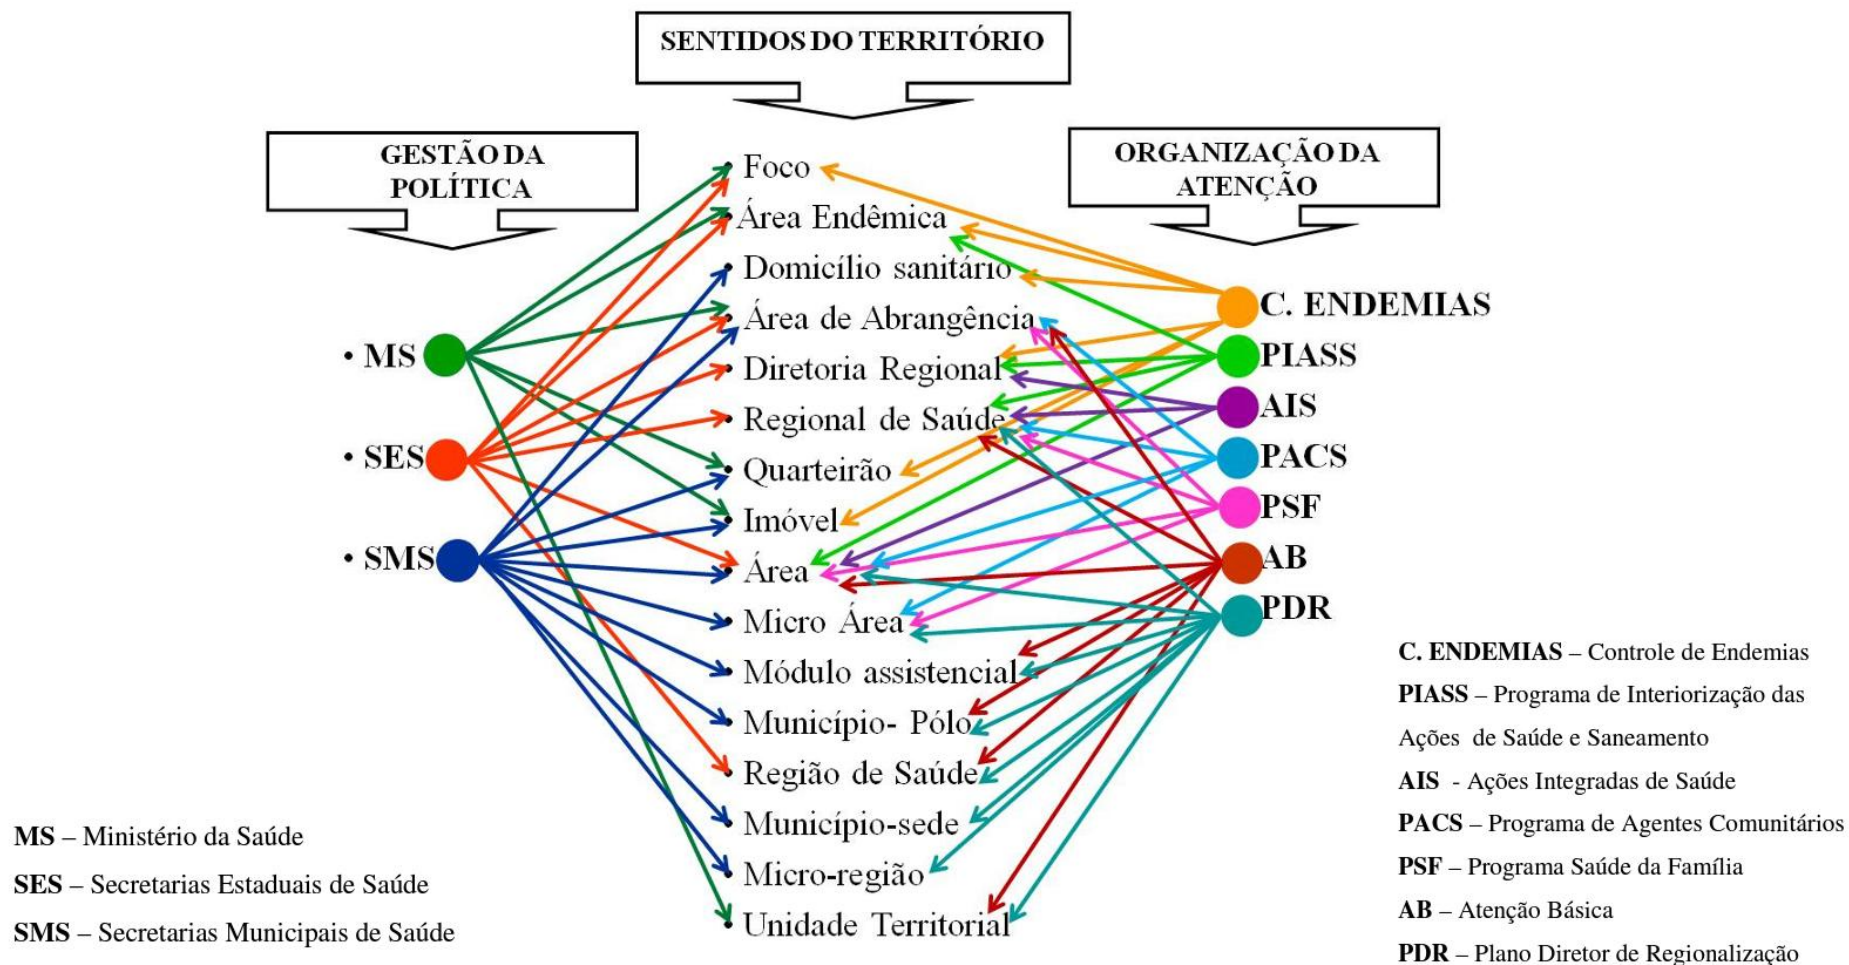 SENTIDOS DO TERRITÓRIO
GESTÃO DA
POLÍTICA
ORGANIZAÇÃO DA
ATENÇÃO
• MS
• SES
• SMS
• Foco
• Área Endêmica
• Domicílio sanitário
• Área de Abrangência
• Diretoria Regional
• Regional de Saúde
• Quarteirão
• Imóvel
• Área
• Micro Área
• Módulo assistencial
• Município- Pólo
• Região de Saúde
• Município-sede
• Micro-região
• Unidade Territorial
C. ENDEMIAS
PIASS
AIS
PACS
PSF
AB
PDR
MS – Ministério da Saúde
SES – Secretarias Estaduais de Saúde
SMS – Secretarias Municipais de Saúde
C. ENDEMIAS – Controle de Endemias
PIASS – Programa de Interiorização das
Ações de Saúde e Saneamento
AIS - Ações Integradas de Saúde
PACS – Programa de Agentes Comunitários
PSF – Programa Saúde da Família
AB – Atenção Básica
PDR – Plano Diretor de Regionalização